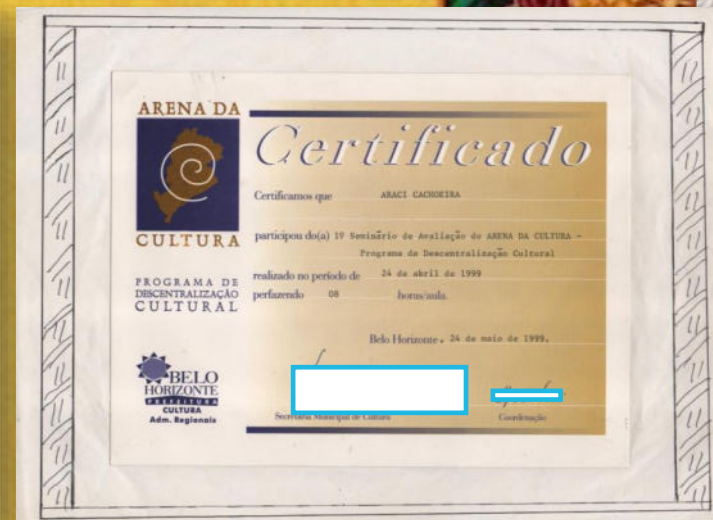 ARENA DA
CULTURA
PROGRAMA DE
DESCENTRALIZAÇÃO
CULTURAL
BELO
HORIZONTE
PREFEITURA
CULTURA
Adm. Regionais
Certificado
Certificamos que ARACI CACHOEIRA
participou do(a) 1º Seminário de Avaliação do ARENA DA CULTURA -
Programa de Descentralização Cultural
realizado no período de 24 de abril de 1999
perfazendo 08 horas/aula.
Belo Horizonte, 24 de maio de 1999.
Secretaria Municipal de Cultura
Coordenação